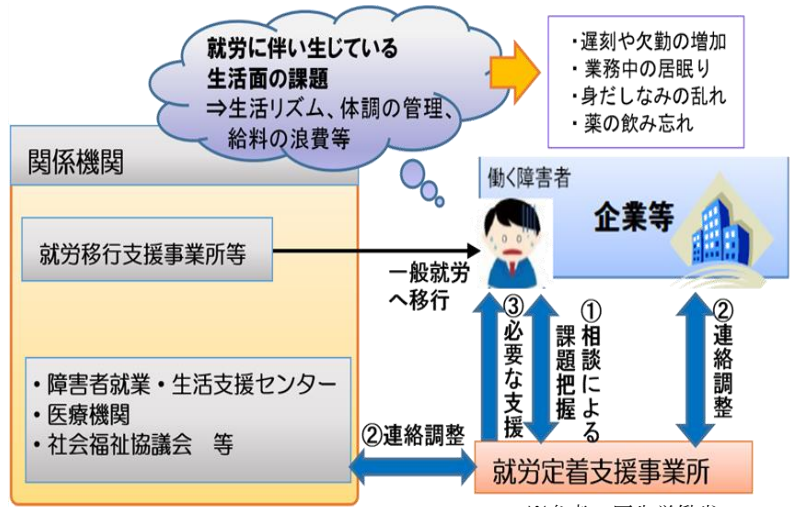 就労に伴い生じている
生活面の課題
⇒生活リズム、体調の管理、
給料の浪費等
・遅刻や欠勤の増加
・業務中の居眠り
・身だしなみの乱れ
・薬の飲み忘れ
関係機関
働く障害者
企業等
就労移行支援事業所等
一般就労
へ移行
③必要な支援
①相談による
課題把握
②連絡調整
・障害者就業・生活支援センター
・医療機関
・社会福祉協議会　等
②連絡調整
就労定着支援事業所